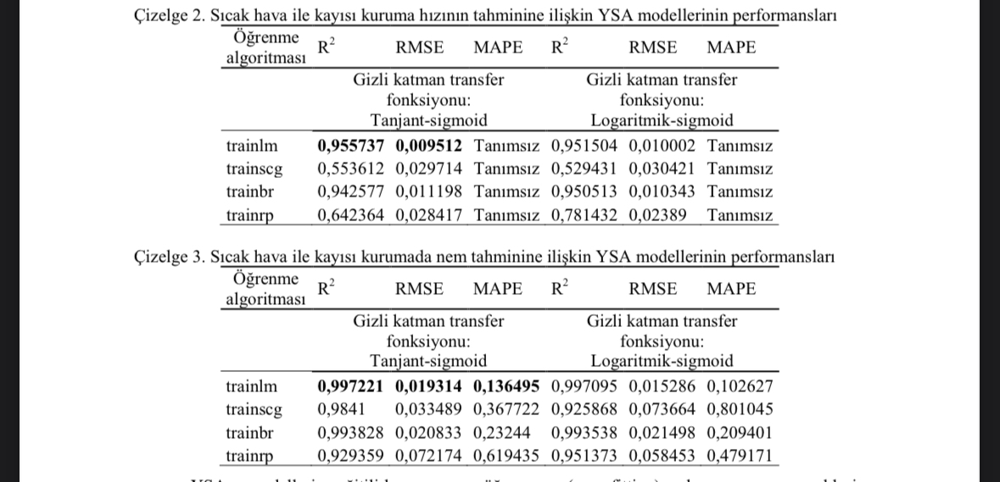 Çizelge 2. Sıcak hava ile kayısı kuruma hızının tahminine ilişkin YSA modellerinin performansları
Öğrenme algoritması R² RMSE MAPE R² RMSE MAPE
Gizli katman transfer fonksiyonu: Tanjant-sigmoid Gizli katman transfer fonksiyonu: Logaritmik-sigmoid
trainlm 0,955737 0,009512 Tanımsız 0,951504 0,010002 Tanımsız
trainscg 0,553612 0,029714 Tanımsız 0,529431 0,030421 Tanımsız
trainbr 0,942577 0,011198 Tanımsız 0,950513 0,010343 Tanımsız
trainrp 0,642364 0,028417 Tanımsız 0,781432 0,02389 Tanımsız
Çizelge 3. Sıcak hava ile kayısı kurumada nem tahminine ilişkin YSA modellerinin performansları
Öğrenme algoritması R² RMSE MAPE R² RMSE MAPE
Gizli katman transfer fonksiyonu: Tanjant-sigmoid Gizli katman transfer fonksiyonu: Logaritmik-sigmoid
trainlm 0,997221 0,019314 0,136495 0,997095 0,015286 0,102627
trainscg 0,9841 0,033489 0,367722 0,925868 0,073664 0,801045
trainbr 0,993828 0,020833 0,23244 0,993538 0,021498 0,209401
trainrp 0,929359 0,072174 0,619435 0,951373 0,058453 0,479171